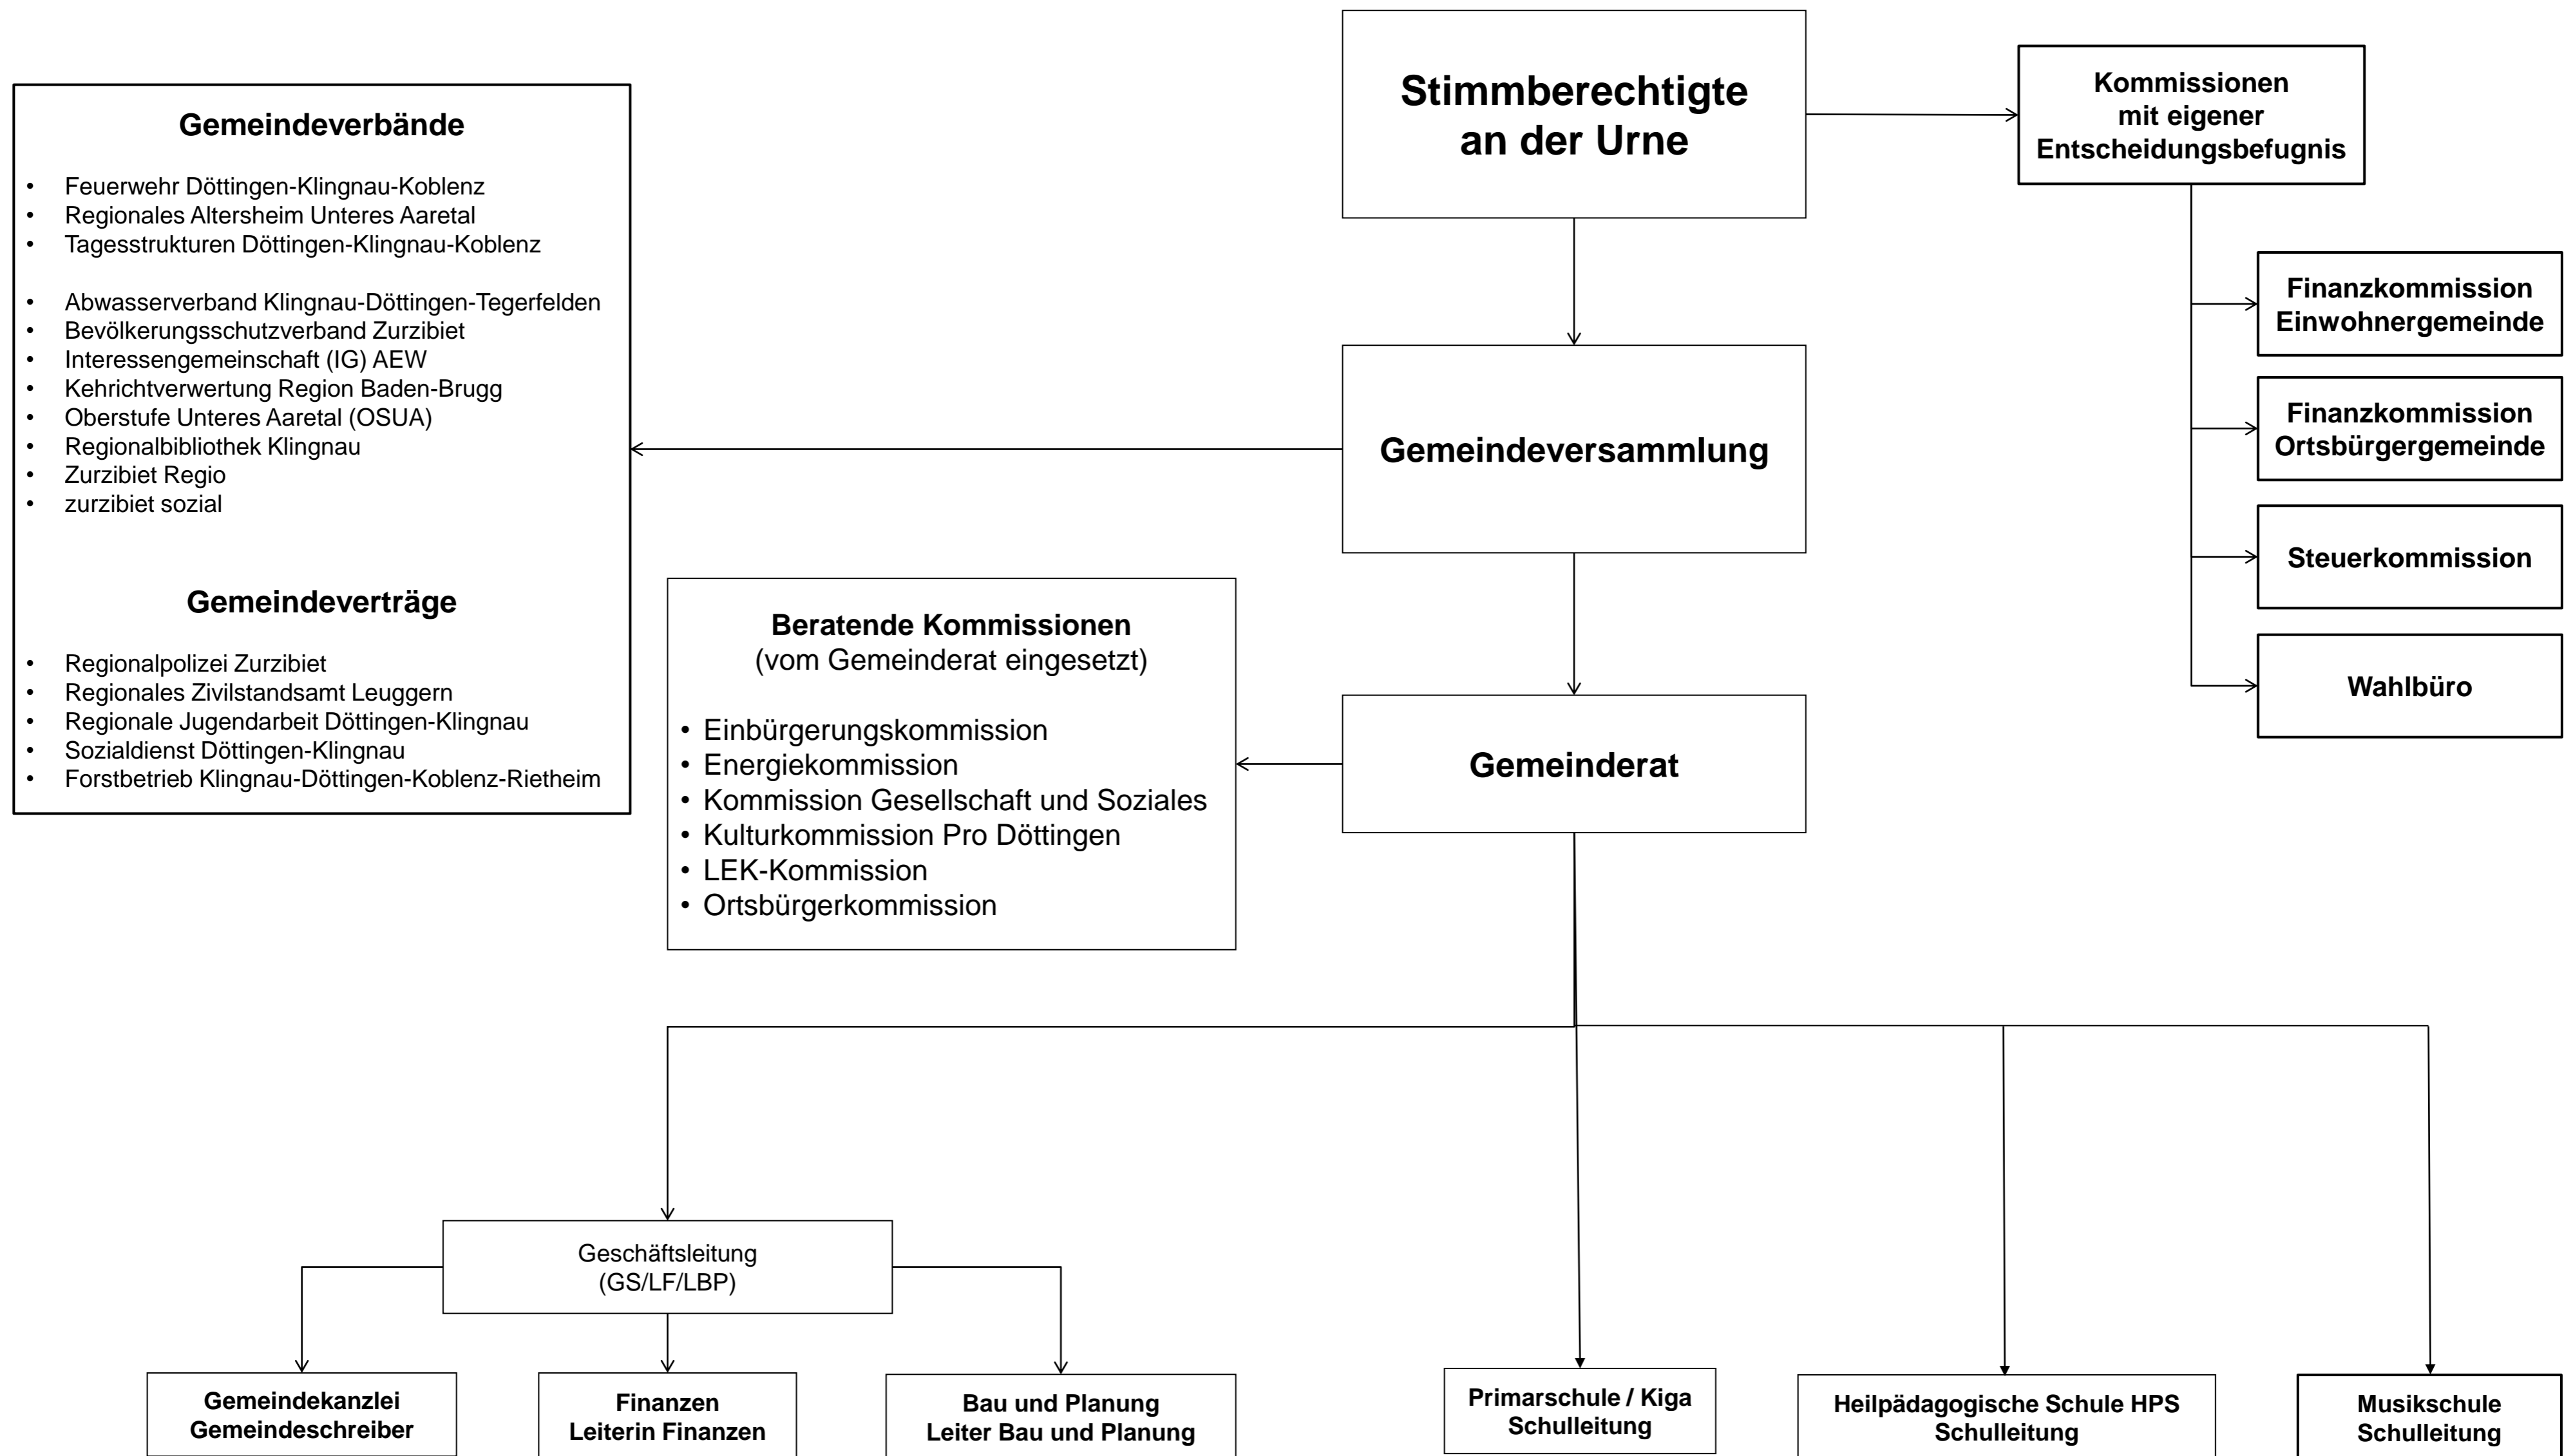 Stimmberechtigte
an der Urne
Kommissionen
mit eigener
Entscheidungsbefugnis
Gemeindeverbände
• Feuerwehr Döttingen-Klingnau-Koblenz
• Regionales Altersheim Unteres Aaretal
• Tagesstrukturen Döttingen-Klingnau-Koblenz
• Abwasserverband Klingnau-Döttingen-Tegerfelden
• Bevölkerungsschutzverband Zurzibiet
• Interessengemeinschaft (IG) AEW
• Kehrichtverwertung Region Baden-Brugg
• Oberstufe Unteres Aaretal (OSUA)
• Regionalbibliothek Klingnau
• Zurzibiet Regio
• zurzibiet sozial
Gemeindeverträge
• Regionalpolizei Zurzibiet
• Regionales Zivilstandsamt Leuggern
• Regionale Jugendarbeit Döttingen-Klingnau
• Sozialdienst Döttingen-Klingnau
• Forstbetrieb Klingnau-Döttingen-Koblenz-Rietheim
Finanzkommission
Einwohnergemeinde
Finanzkommission
Ortsbürgergemeinde
Steuerkommission
Wahlbüro
Gemeindeversammlung
Beratende Kommissionen
(vom Gemeinderat eingesetzt)
• Einbürgerungskommission
• Energiekommission
• Kommission Gesellschaft und Soziales
• Kulturkommission Pro Döttingen
• LEK-Kommission
• Ortsbürgerkommission
Gemeinderat
Geschäftsleitung
(GS/LF/LBP)
Gemeindekanzlei
Gemeindeschreiber
Finanzen
Leiterin Finanzen
Bau und Planung
Leiter Bau und Planung
Primarschule / Kiga
Schulleitung
Heilpädagogische Schule HPS
Schulleitung
Musikschule
Schulleitung